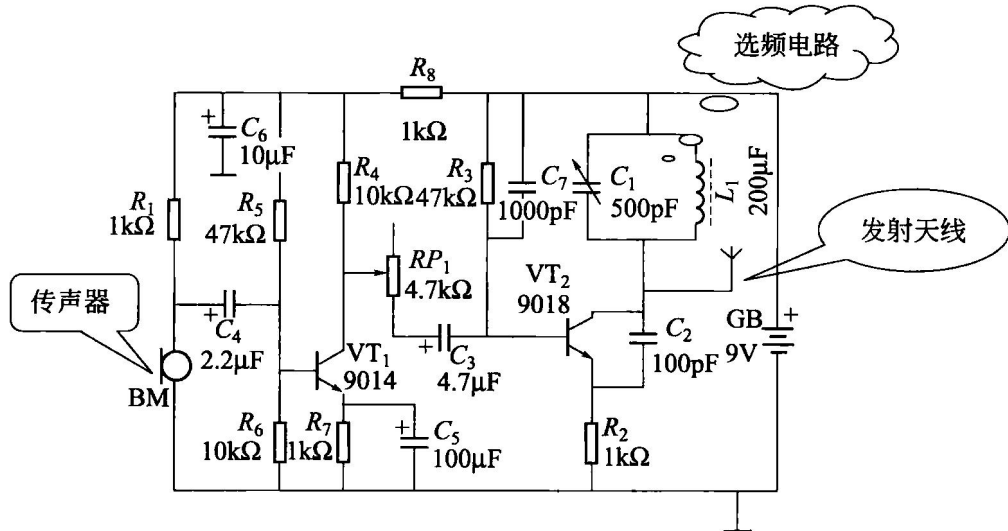 选频电路
R8
1kΩ
C6
10μF
R4
10kΩ
R3
47kΩ
C7
1000pF
C1
500pF
L1
200μF
R1
1kΩ
R5
47kΩ
发射天线
RP1
4.7kΩ
VT2
9018
传声器
C4
2.2μF
C3
4.7μF
C2
100pF
GB
9V
VT1
9014
BM
R6
10kΩ
R7
1kΩ
C5
100μF
R2
1kΩ